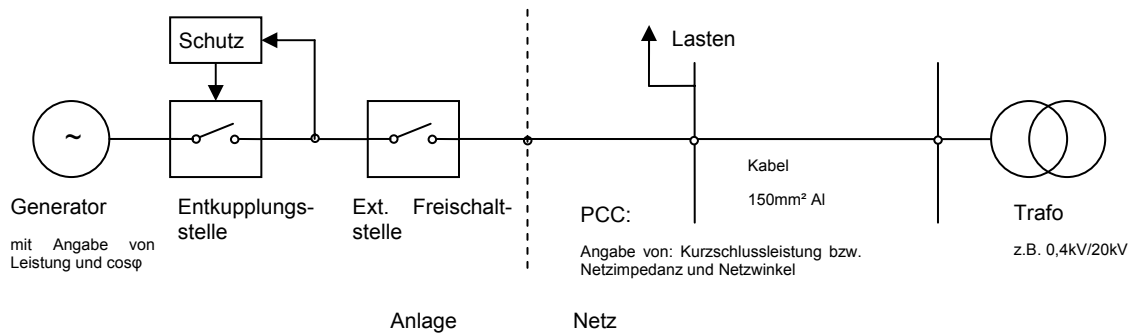 Schutz
Lasten
~
Kabel
150mm² Al
Generator
mit Angabe von
Leistung und cosφ
Entkupplungs-
stelle
Ext. Freischalt-
stelle
PCC:
Angabe von: Kurzschlussleistung bzw.
Netzimpedanz und Netzwinkel
Trafo
z.B. 0,4kV/20kV
Anlage
Netz